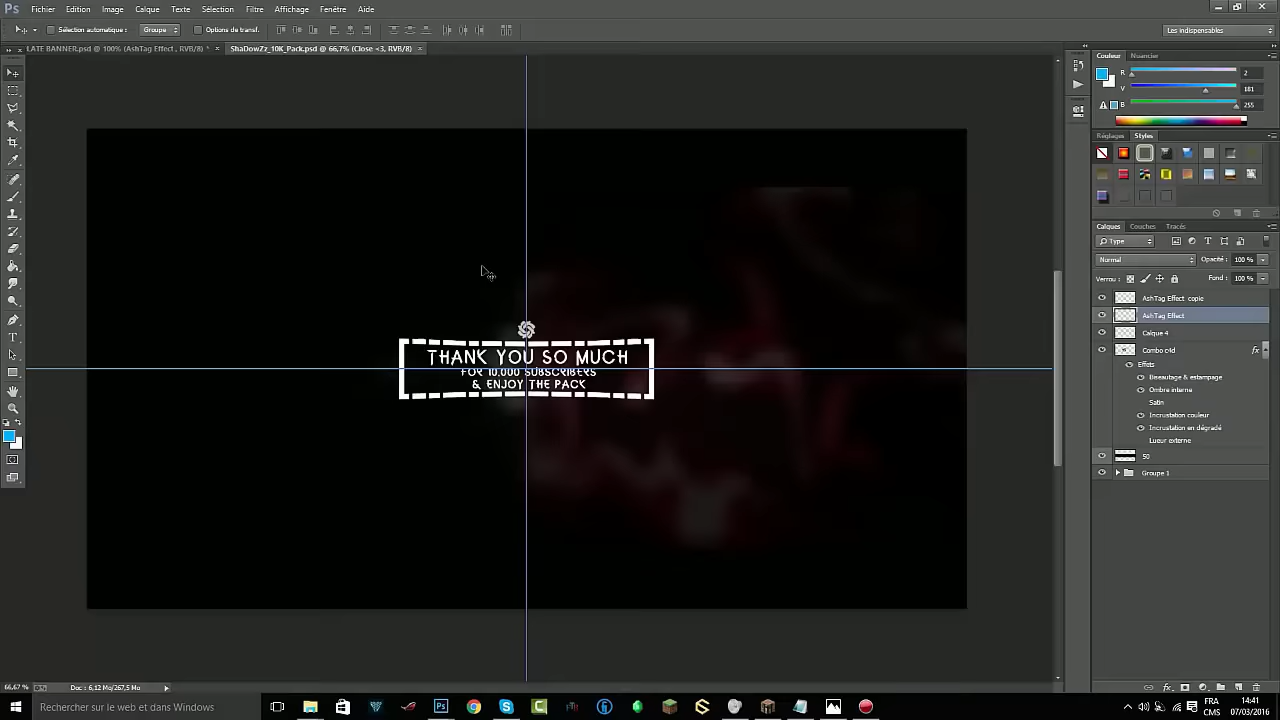 Ps Fichier Edition Image Calque Texte Sélection Filtre Affichage Fenêtre Aide
Sélection automatique : Groupe Options de transf. Les indispensables
LATE BANNER.psd @ 100% (AshTag Effect , RVB/8) * × ShaDowZz_10K_Pack.psd @ 66,7% (Close <3, RVB/8) ×
Couleur Nuancier
R 2
V 181
B 255
Réglages Styles
Calques Couches Tracés
Type
Normal Opacité : 100 %
Verrou : Fond : 100 %
AshTag Effect copie
AshTag Effect
Calque 4
Combo c4d fx
Effets
Biseautage & estampage
Ombre interne
Satin
Incrustation couleur
Incrustation en dégradé
Lueur externe
50
Groupe 1
THANK YOU SO MUCH
FOR 10,000 SUBSCRIBERS
& ENJOY THE PACK
66,67 % Doc : 6,12 Mo/267,5 Mo
Rechercher sur le web et dans Windows
FRA 14:41
CMS 07/03/2016